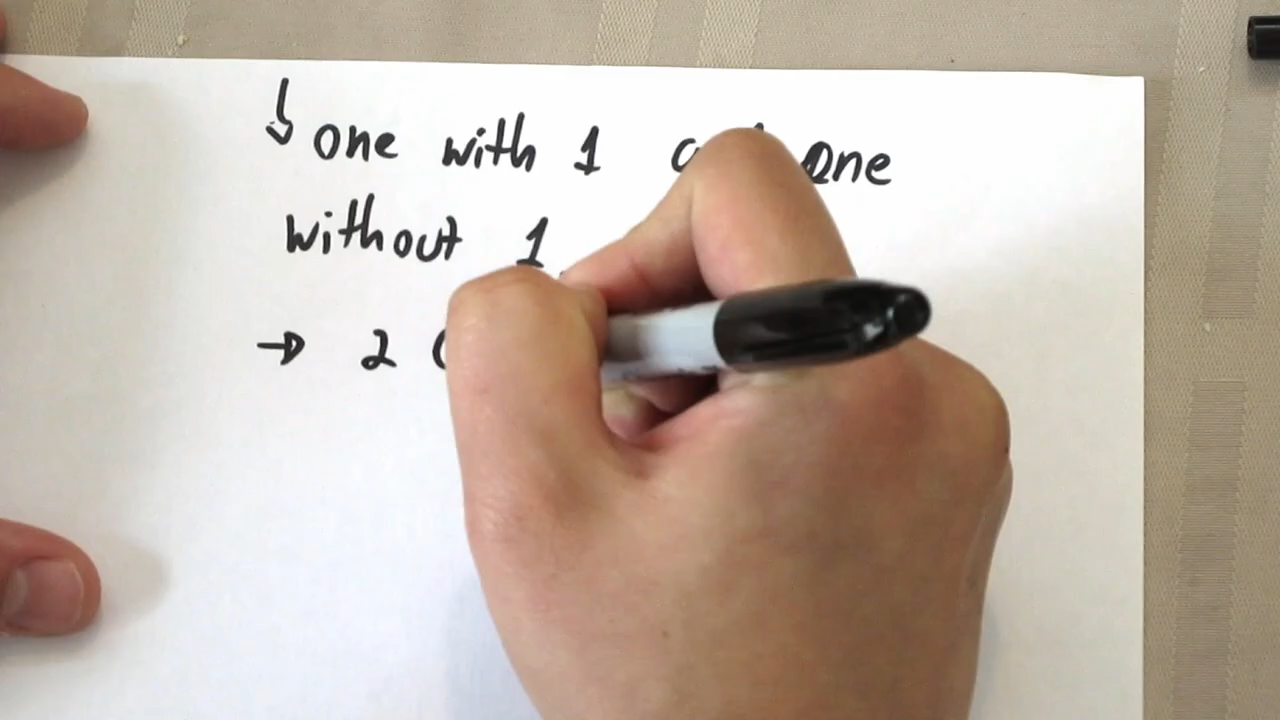 one with 1 one
without 1
→ 2